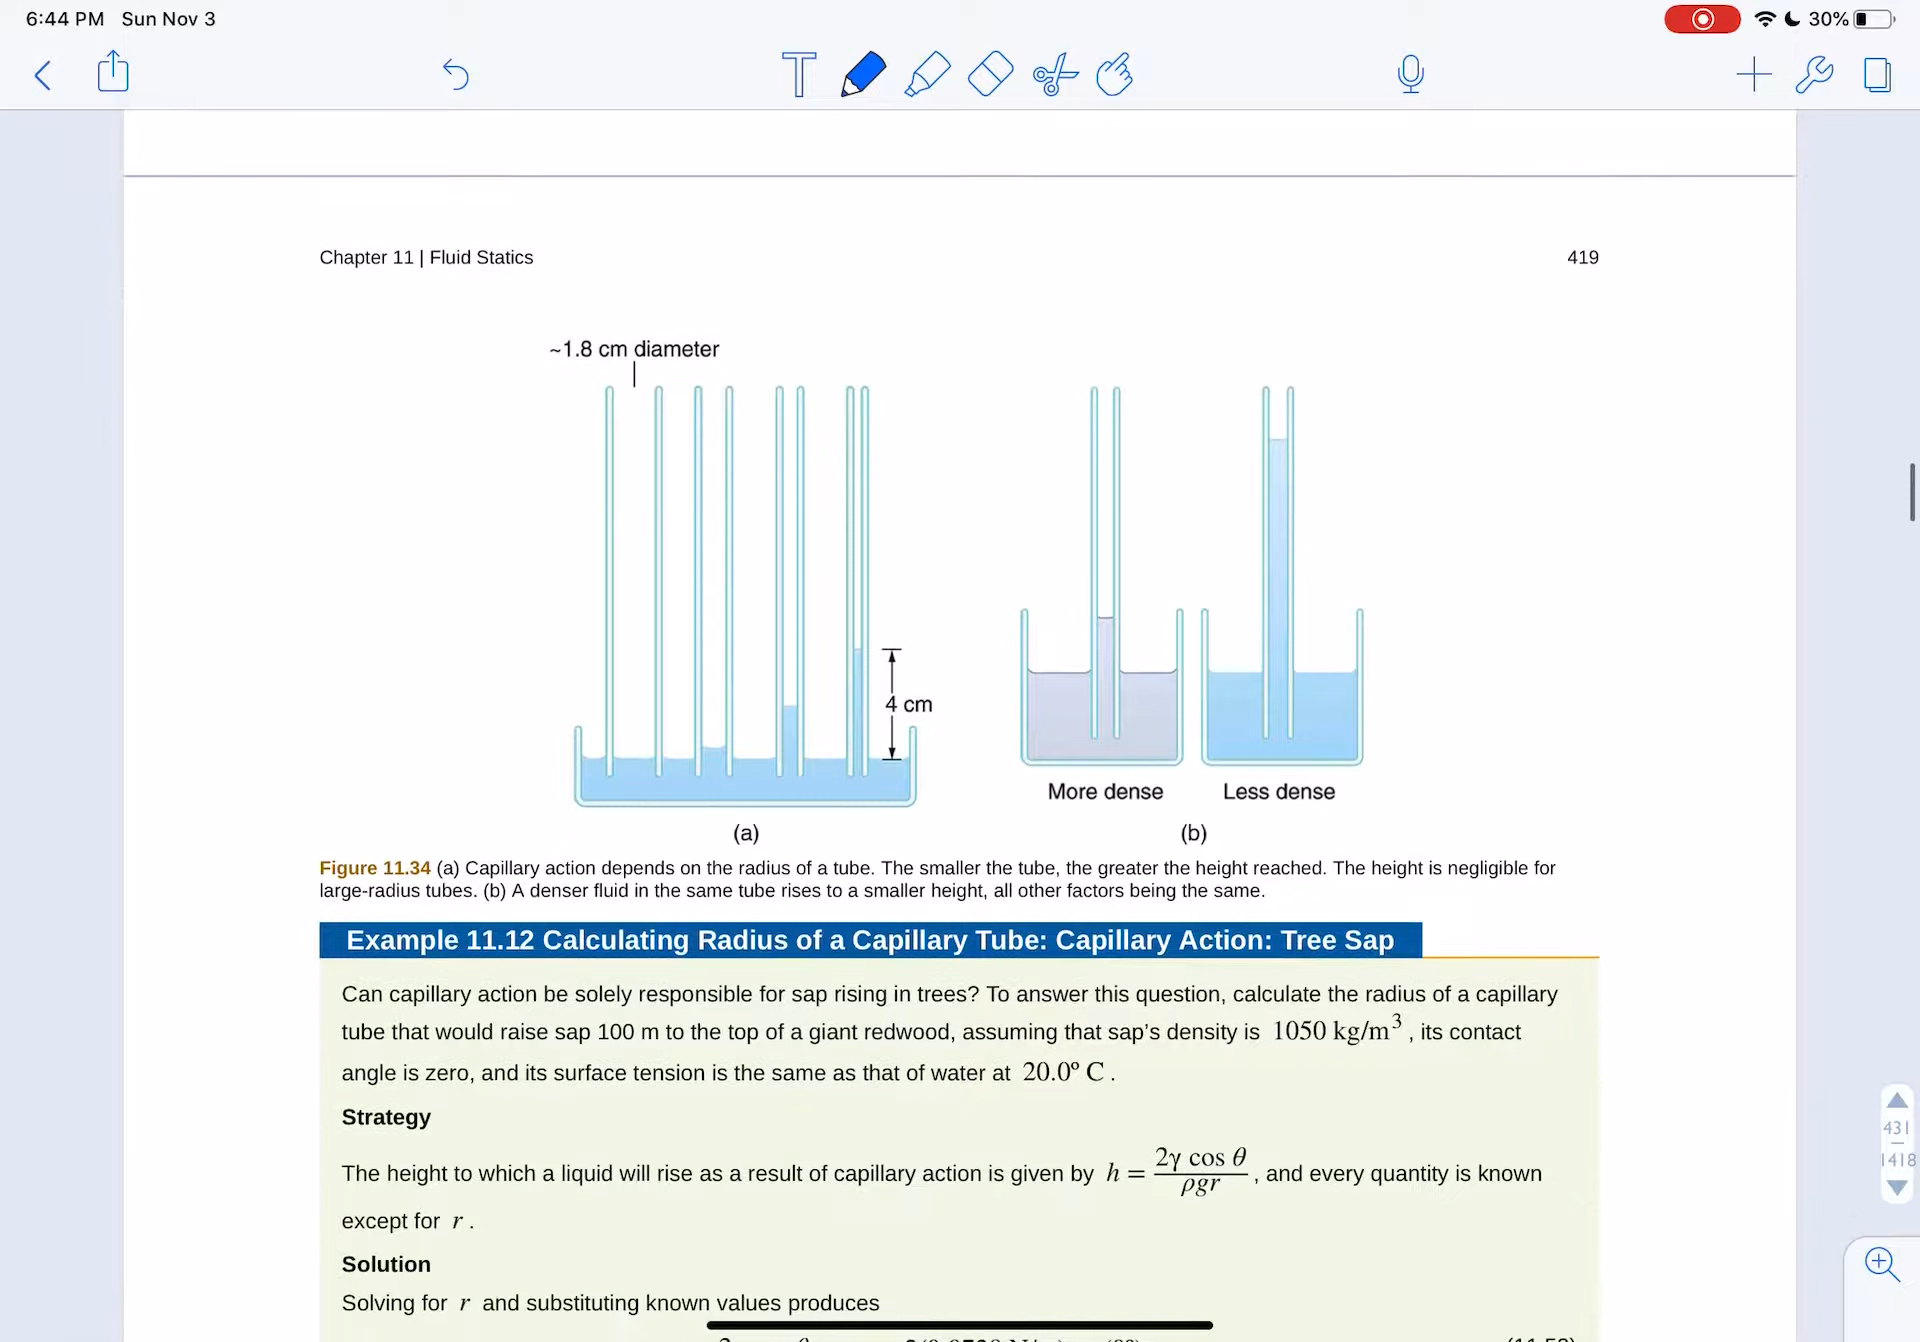 6:44 PM Sun Nov 3
30%
T
Chapter 11 | Fluid Statics
419
~1.8 cm diameter
4 cm
More dense
Less dense
(a)
(b)
Figure 11.34 (a) Capillary action depends on the radius of a tube. The smaller the tube, the greater the height reached. The height is negligible for
large-radius tubes. (b) A denser fluid in the same tube rises to a smaller height, all other factors being the same.
Example 11.12 Calculating Radius of a Capillary Tube: Capillary Action: Tree Sap
Can capillary action be solely responsible for sap rising in trees? To answer this question, calculate the radius of a capillary
tube that would raise sap 100 m to the top of a giant redwood, assuming that sap's density is 1050 kg/m³ , its contact
angle is zero, and its surface tension is the same as that of water at 20.0º C .
Strategy
The height to which a liquid will rise as a result of capillary action is given by h = 2γ cos θ / ρgr , and every quantity is known
except for r .
Solution
Solving for r and substituting known values produces
431
1418